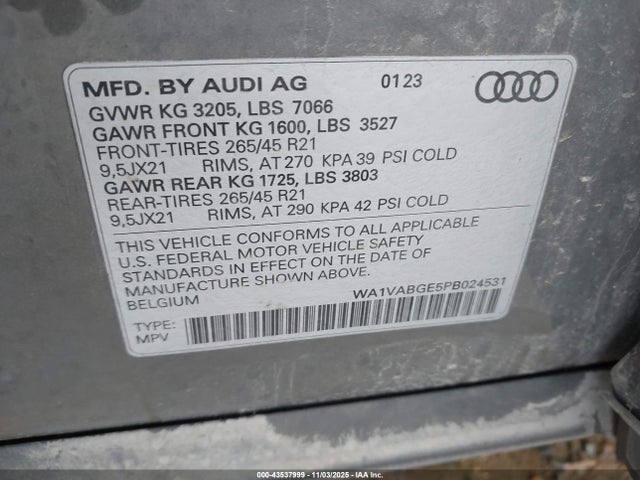 MFD. BY AUDI AG 0123
GVWR KG 3205, LBS 7066
GAWR FRONT KG 1600, LBS 3527
FRONT-TIRES 265/45 R21
9,5JX21 RIMS, AT 270 KPA 39 PSI COLD
GAWR REAR KG 1725, LBS 3803
REAR-TIRES 265/45 R21
9,5JX21 RIMS, AT 290 KPA 42 PSI COLD
THIS VEHICLE CONFORMS TO ALL APPLICABLE
U.S. FEDERAL MOTOR VEHICLE SAFETY
STANDARDS IN EFFECT ON THE DATE OF
MANUFACTURE SHOWN ABOVE.
BELGIUM WA1VABGE5PB024531
TYPE:
MPV
000-43537999 - 11/03/2025 - IAA Inc.